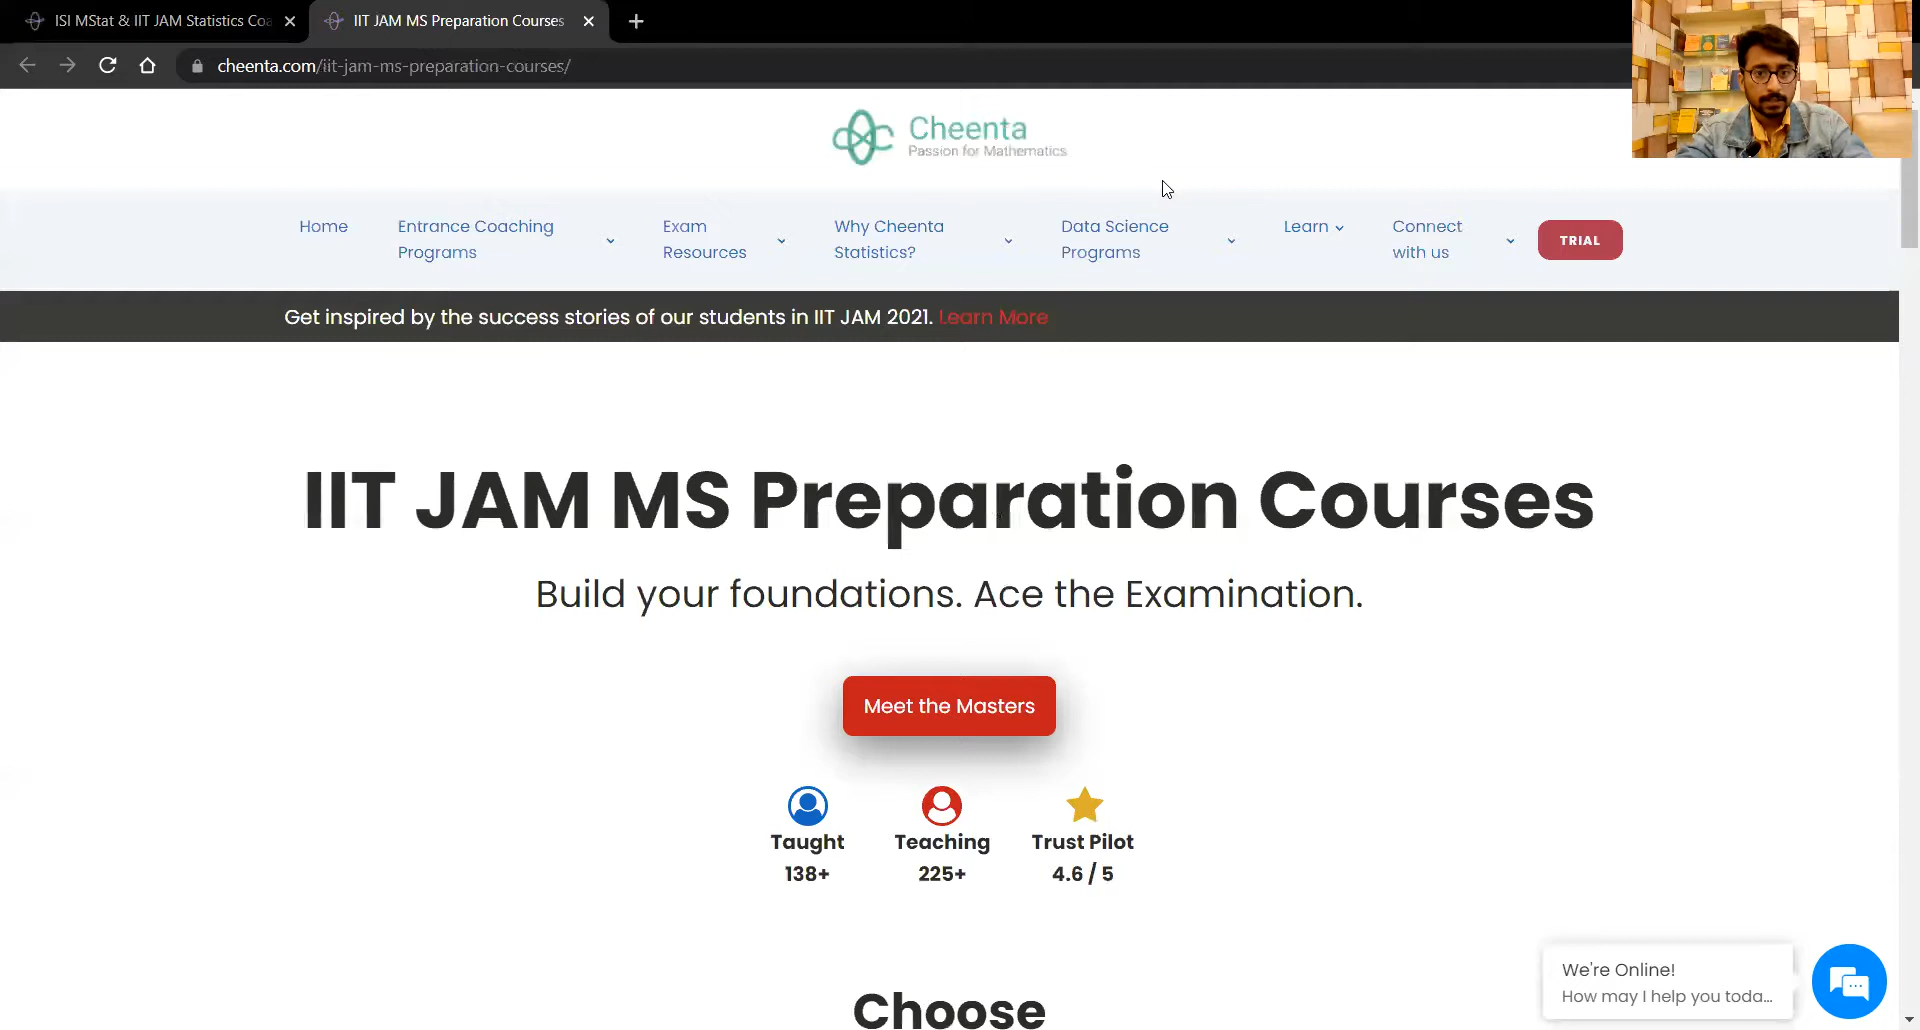 ISI MStat & IIT JAM Statistics Coa
IIT JAM MS Preparation Courses
cheenta.com/iit-jam-ms-preparation-courses/
Cheenta
Passion for Mathematics
Home
Entrance Coaching
Programs
Exam
Resources
Why Cheenta
Statistics?
Data Science
Programs
Learn
Connect
with us
TRIAL
Get inspired by the success stories of our students in IIT JAM 2021. Learn More
IIT JAM MS Preparation Courses
Build your foundations. Ace the Examination.
Meet the Masters
Taught
138+
Teaching
225+
Trust Pilot
4.6 / 5
Choose
We're Online!
How may I help you toda...